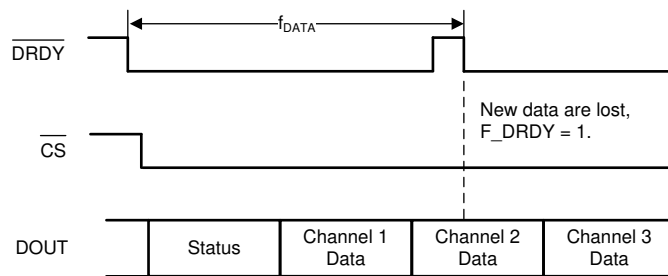 fDATA
DRDY
New data are lost,
F_DRDY = 1.
CS
DOUT
Status
Channel 1
Data
Channel 2
Data
Channel 3
Data